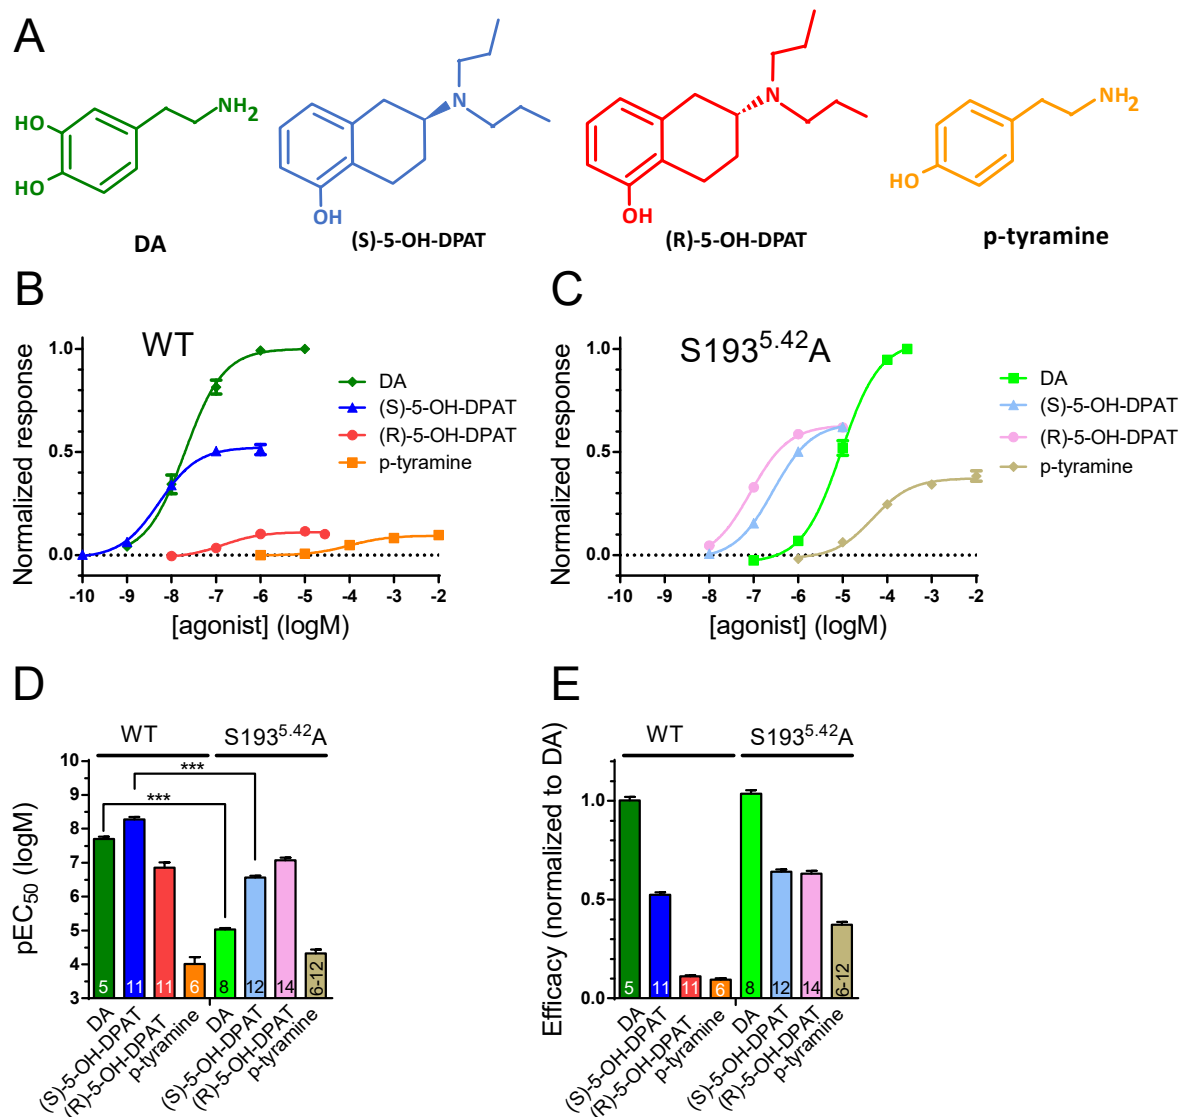 A
HO
HO
NH2
DA
N
OH
(S)-5-OH-DPAT
N
OH
(R)-5-OH-DPAT
NH2
HO
p-tyramine
B
WT
Normalized response
1.0
0.5
0.0
-10 -9 -8 -7 -6 -5 -4 -3 -2
[agonist] (logM)
DA
(S)-5-OH-DPAT
(R)-5-OH-DPAT
p-tyramine
C
S193^5.42A
Normalized response
1.0
0.5
0.0
-10 -9 -8 -7 -6 -5 -4 -3 -2
[agonist] (logM)
DA
(S)-5-OH-DPAT
(R)-5-OH-DPAT
p-tyramine
D
WT S193^5.42A
pEC50 (logM)
10
9
8
7
6
5
4
3
***
***
5 11 11 6 8 12 14 6-12
DA
(S)-5-OH-DPAT
(R)-5-OH-DPAT
p-tyramine
DA
(S)-5-OH-DPAT
(R)-5-OH-DPAT
p-tyramine
E
WT S193^5.42A
Efficacy (normalized to DA)
1.0
0.5
0.0
5 11 11 6 8 12 14 6-12
DA
(S)-5-OH-DPAT
(R)-5-OH-DPAT
p-tyramine
DA
(S)-5-OH-DPAT
(R)-5-OH-DPAT
p-tyramine